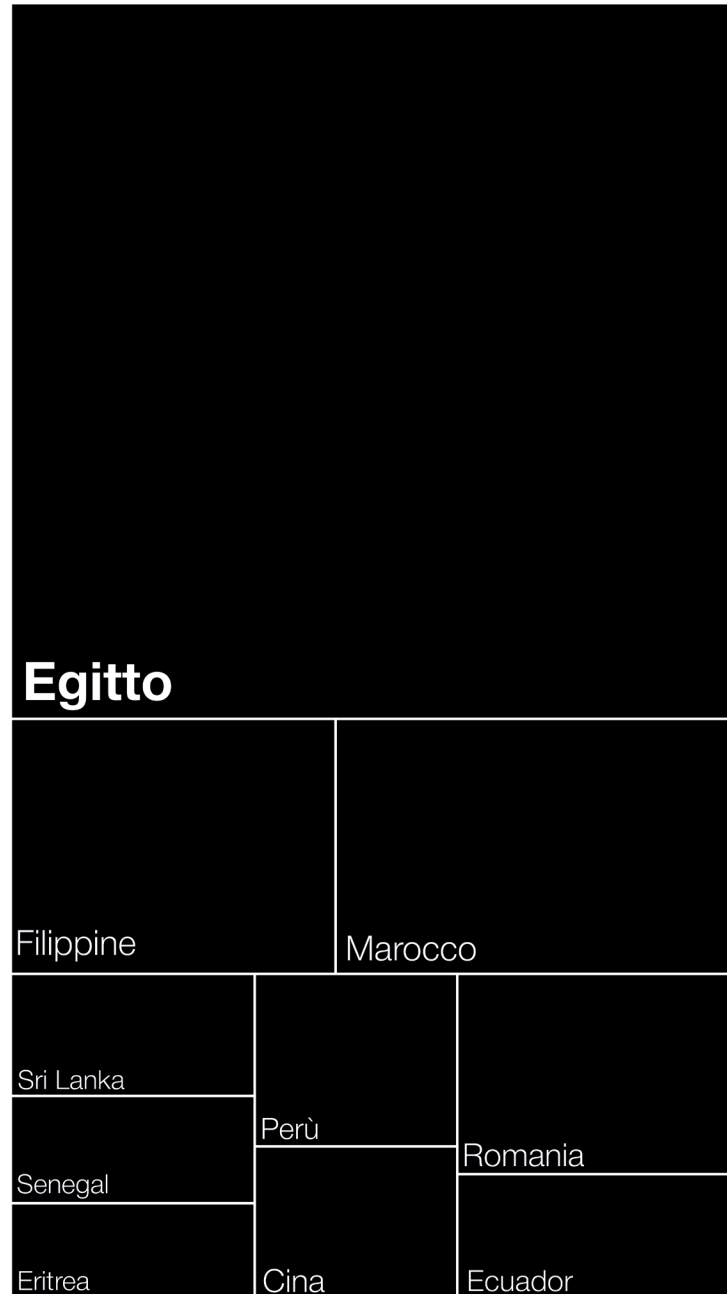 Egitto
Filippine
Marocco
Sri Lanka
Perù
Romania
Senegal
Eritrea
Cina
Ecuador